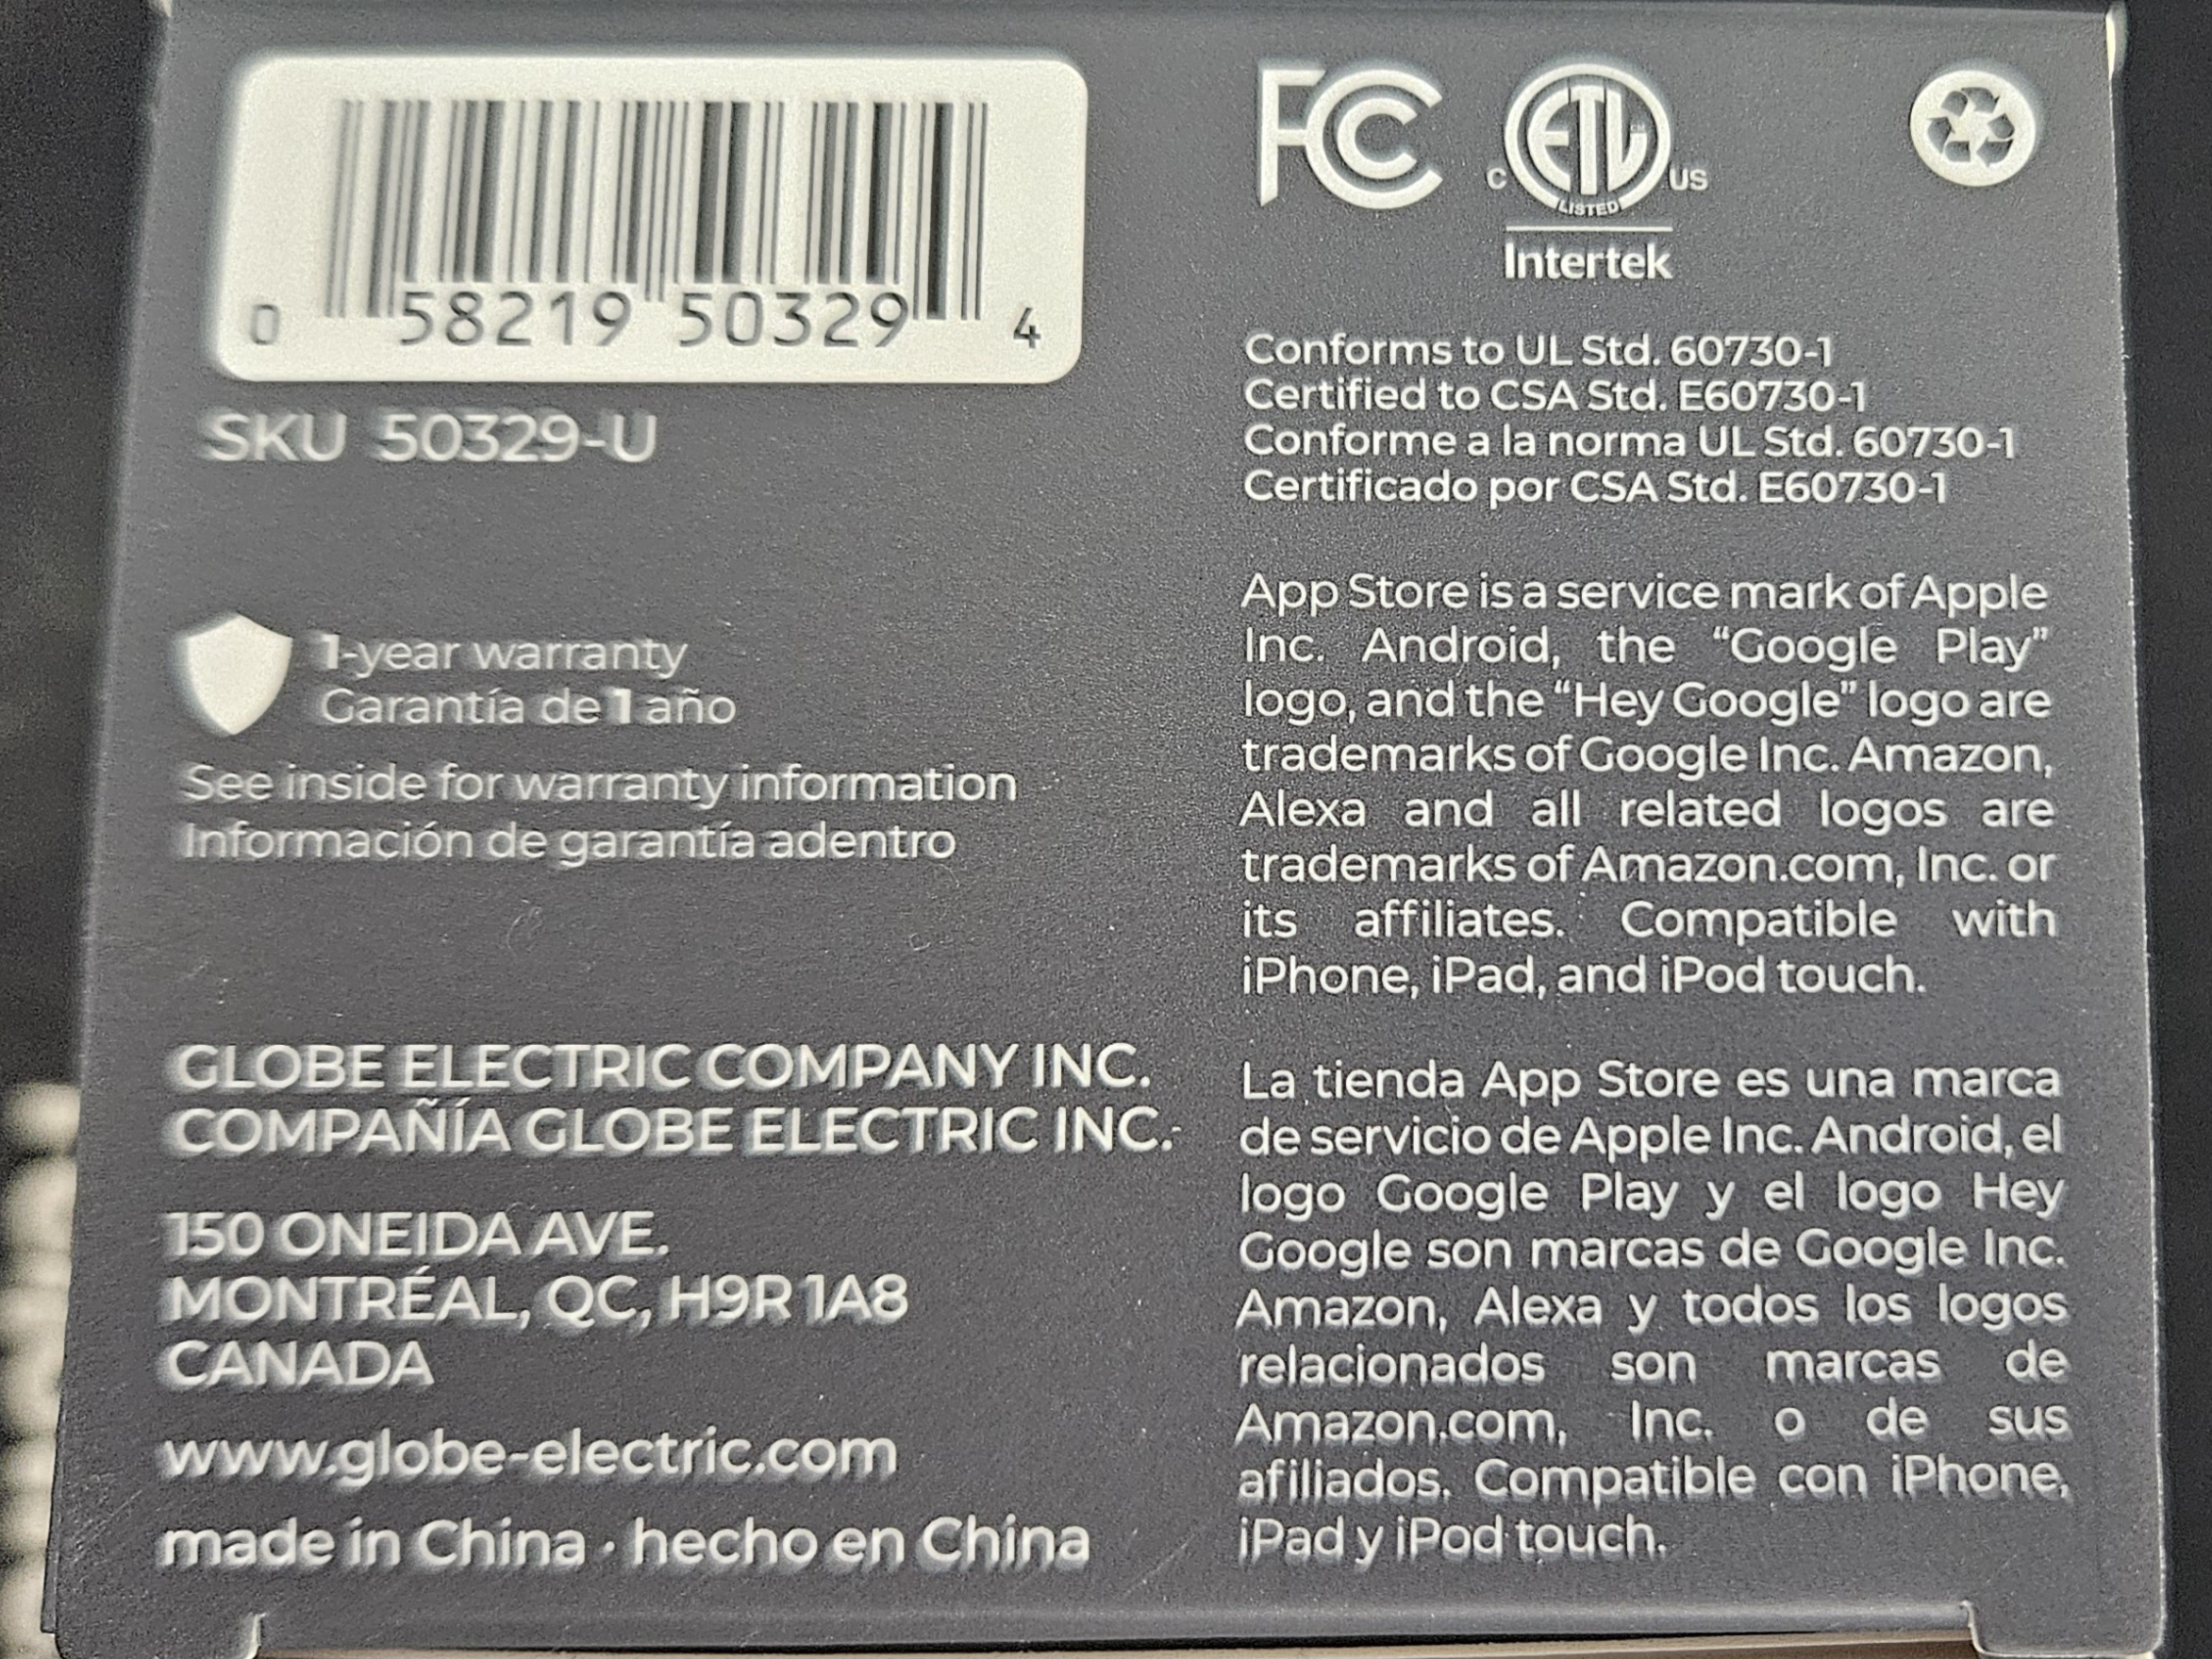 0 58219 50329 4
SKU 50329-U
1-year warranty
Garantía de 1 año
See inside for warranty information
Información de garantía adentro
GLOBE ELECTRIC COMPANY INC.
COMPAÑÍA GLOBE ELECTRIC INC.
150 ONEIDA AVE.
MONTRÉAL, QC, H9R 1A8
CANADA
www.globe-electric.com
made in China · hecho en China
FC
C ETL US
LISTED
Intertek
Conforms to UL Std. 60730-1
Certified to CSA Std. E60730-1
Conforme a la norma UL Std. 60730-1
Certificado por CSA Std. E60730-1
App Store is a service mark of Apple
Inc. Android, the “Google Play”
logo, and the “Hey Google” logo are
trademarks of Google Inc. Amazon,
Alexa and all related logos are
trademarks of Amazon.com, Inc. or
its affiliates. Compatible with
iPhone, iPad, and iPod touch.
La tienda App Store es una marca
de servicio de Apple Inc. Android, el
logo Google Play y el logo Hey
Google son marcas de Google Inc.
Amazon, Alexa y todos los logos
relacionados son marcas de
Amazon.com, Inc. o de sus
afiliados. Compatible con iPhone,
iPad y iPod touch.